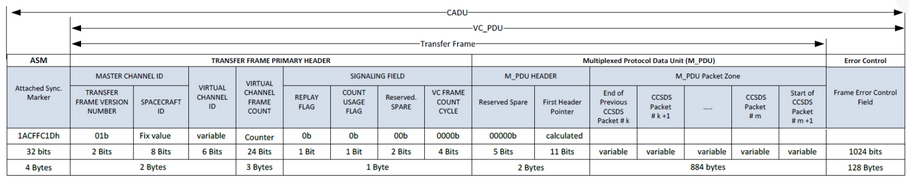 CADU
VC_PDU
Transfer Frame
ASM TRANSFER FRAME PRIMARY HEADER Multiplexed Protocol Data Unit (M_PDU) Error Control
Attached Sync. Marker MASTER CHANNEL ID VIRTUAL CHANNEL ID VIRTUAL CHANNEL FRAME COUNT SIGNALING FIELD M_PDU HEADER M_PDU Packet Zone Frame Error Control Field
TRANSFER FRAME VERSION NUMBER SPACECRAFT ID REPLAY FLAG COUNT USAGE FLAG Reserved. SPARE VC FRAME COUNT CYCLE Reserved Spare First Header Pointer End of Previous CCSDS Packet # k CCSDS Packet # k +1 ..... CCSDS Packet # m Start of CCSDS Packet # m +1
1ACFFC1Dh 01b Fix value variable Counter 0b 0b 00b 0000b 00000b calculated
32 bits 2 Bits 8 Bits 6 Bits 24 Bits 1 Bit 1 Bit 2 Bits 4 Bits 5 Bits 11 Bits variable variable variable variable variable 1024 bits
4 Bytes 2 Bytes 3 Bytes 1 Byte 2 Bytes 884 bytes 128 Bytes